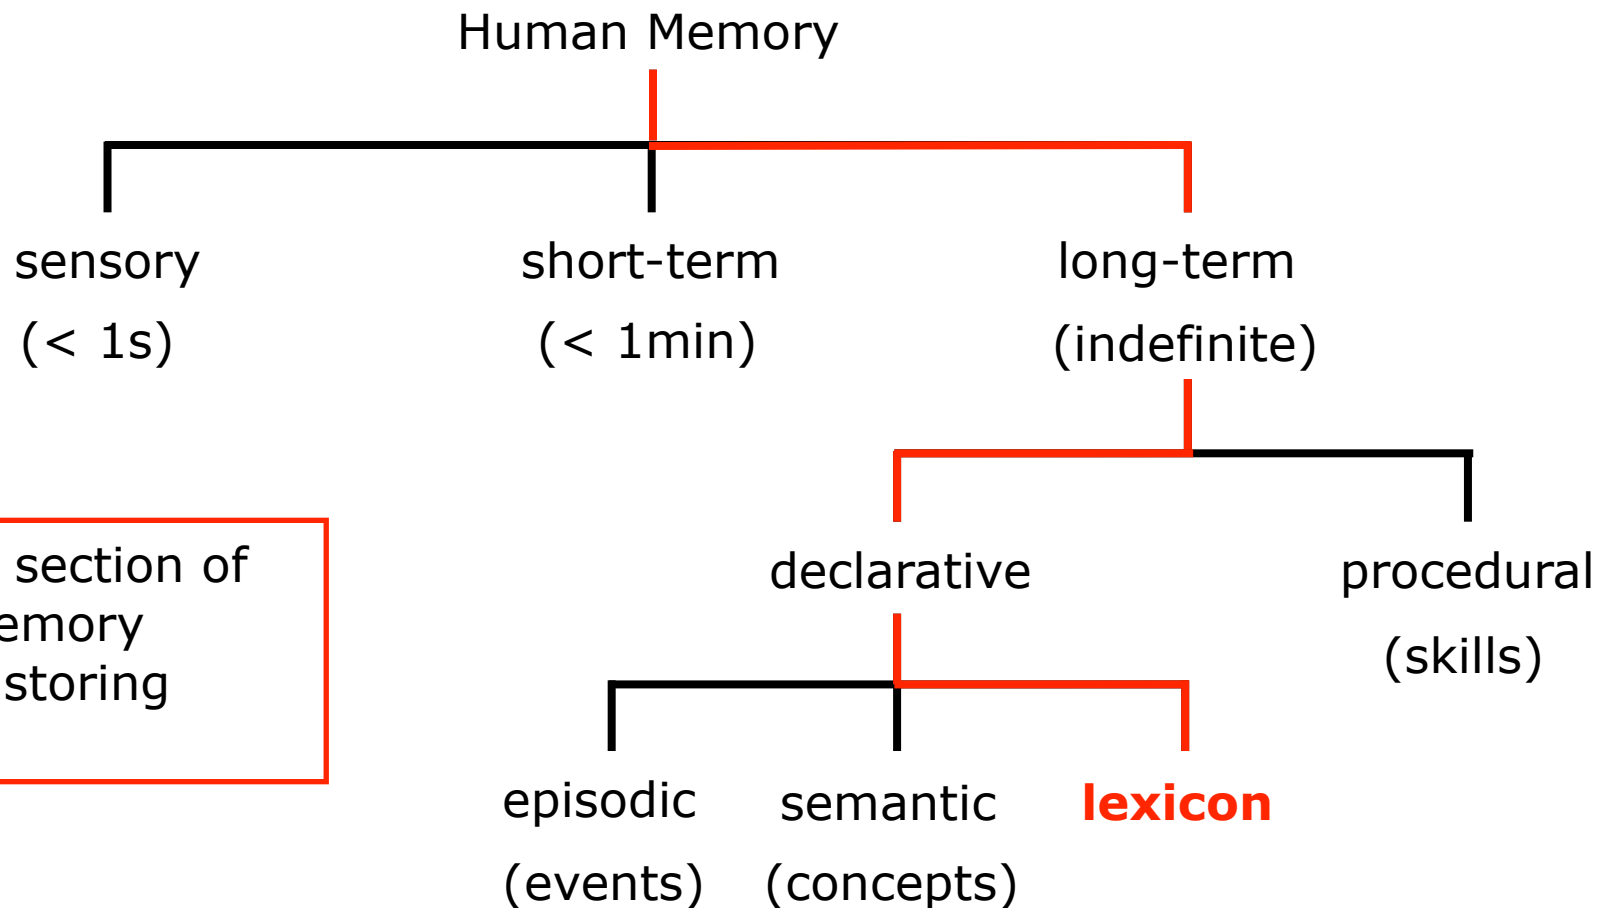 Human Memory
sensory short-term long-term
(< 1s) (< 1min) (indefinite)
section of
storing
declarative procedural
(skills)
episodic semantic lexicon
(events) (concepts)